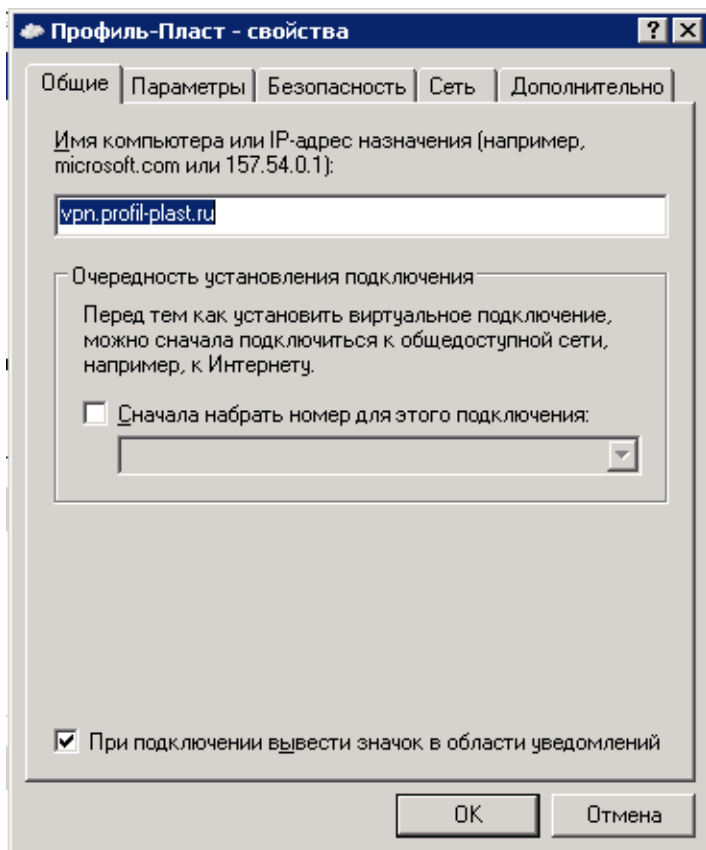 Профиль-Пласт - свойства
Общие
Параметры
Безопасность
Сеть
Дополнительно
Имя компьютера или IP-адрес назначения (например,
microsoft.com или 157.54.0.1):
vpn.profil-plast.ru
Очередность установления подключения
Перед тем как установить виртуальное подключение,
можно сначала подключиться к общедоступной сети,
например, к Интернету.
Сначала набрать номер для этого подключения:
При подключении вывести значок в области уведомлений
OK
Отмена